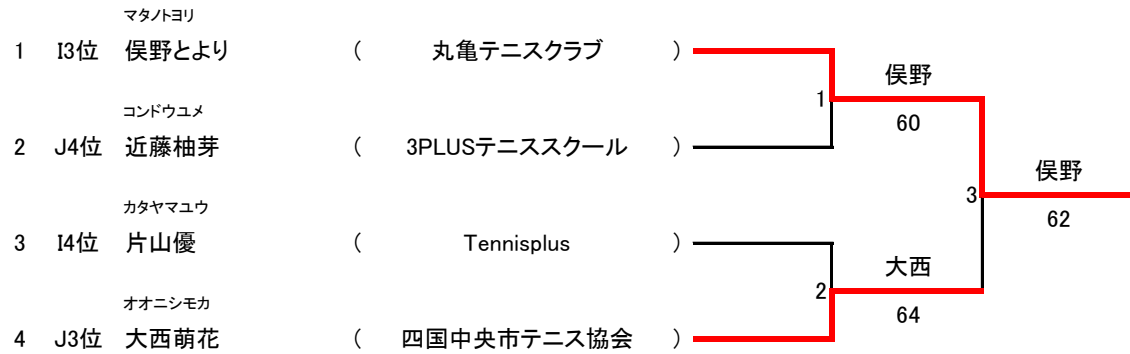 マタノトヨリ
1 I3位 俣野とより ( 丸亀テニスクラブ )
俣野
1
60
コンドウユメ
2 J4位 近藤柚芽 ( 3PLUSテニススクール )
俣野
3
62
カタヤマユウ
3 I4位 片山優 ( Tennisplus )
大西
2
64
オオニシモカ
4 J3位 大西萌花 ( 四国中央市テニス協会 )